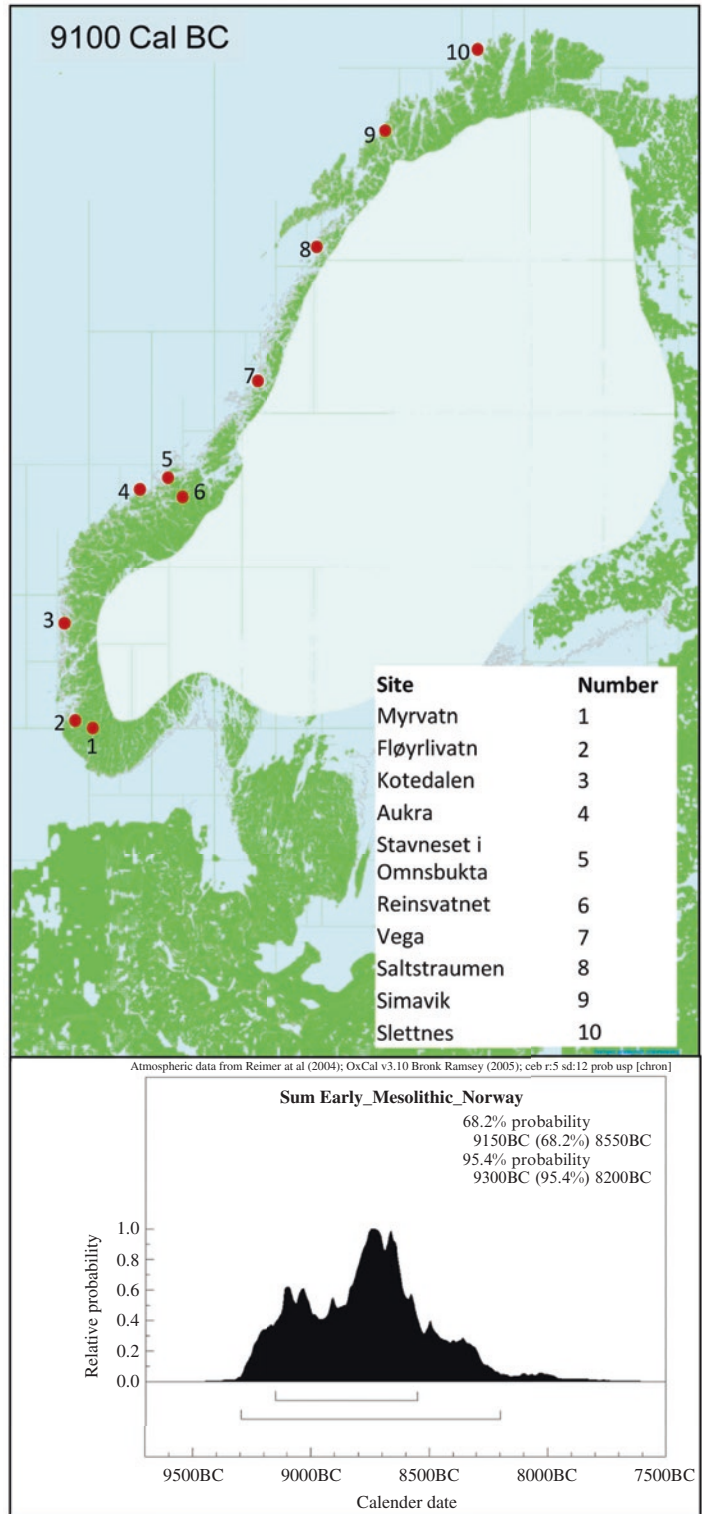 9100 Cal BC
10
9
8
7
5
4
6
3
2
1
Site Number
Myrvatn 1
Fløyrlivatn 2
Kotedalen 3
Aukra 4
Stavneset i
Omnsbukta 5
Reinsvatnet 6
Vega 7
Saltstraumen 8
Simavik 9
Slettnes 10
Atmospheric data from Reimer at al (2004); OxCal v3.10 Bronk Ramsey (2005); ceb r:5 sd:12 prob usp [chron]
Sum Early_Mesolithic_Norway
68.2% probability
9150BC (68.2%) 8550BC
95.4% probability
9300BC (95.4%) 8200BC
Relative probability
1.0
0.8
0.6
0.4
0.2
0.0
9500BC 9000BC 8500BC 8000BC 7500BC
Calender date